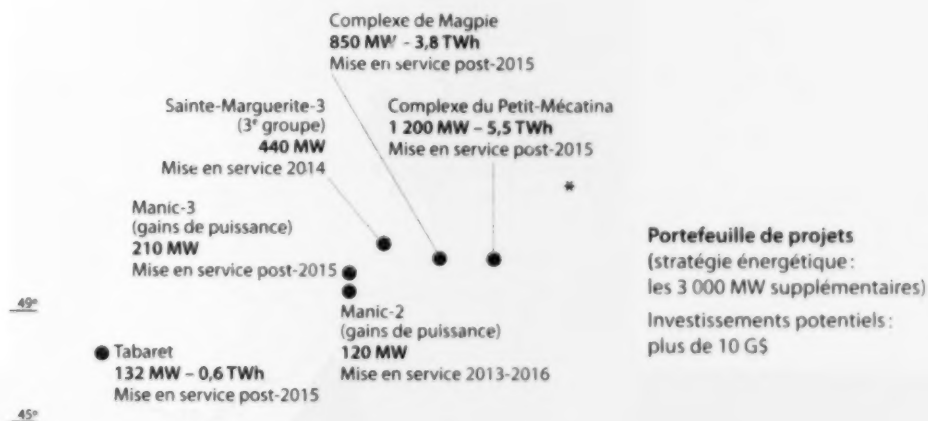 Complexe de Magpie
850 MW – 3,8 TWh
Mise en service post-2015
Sainte-Marguerite-3
(3e groupe)
440 MW
Mise en service 2014
Complexe du Petit-Mécatina
1 200 MW – 5,5 TWh
Mise en service post-2015
*
Manic-3
(gains de puissance)
210 MW
Mise en service post-2015
Portefeuille de projets
(stratégie énergétique :
les 3 000 MW supplémentaires)
Investissements potentiels :
plus de 10 G$
49°
Manic-2
(gains de puissance)
120 MW
Mise en service 2013-2016
Tabaret
132 MW – 0,6 TWh
Mise en service post-2015
45°